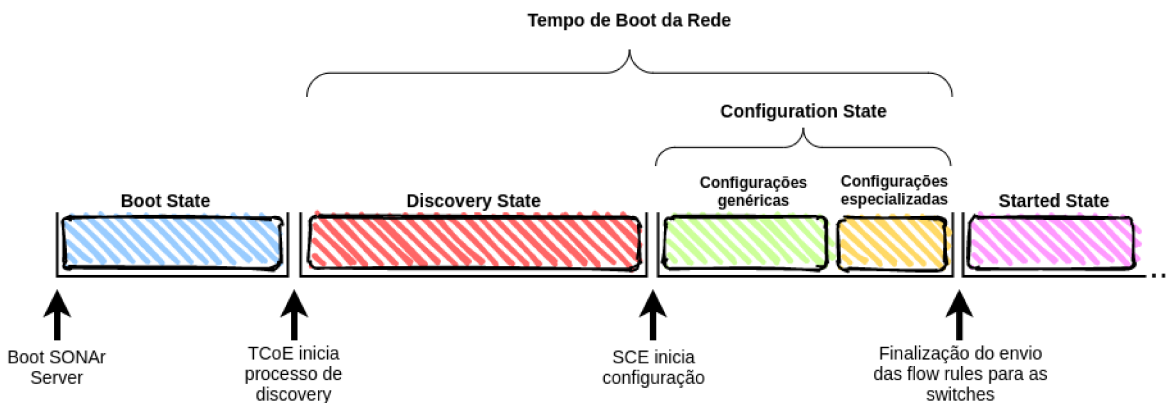 Tempo de Boot da Rede
Configuration State
Boot State
Discovery State
Configurações
genéricas
Configurações
especializadas
Started State
...
Boot SONAr
Server
TCoE inicia
processo de
discovery
SCE inicia
configuração
Finalização do envio
das flow rules para as
switches